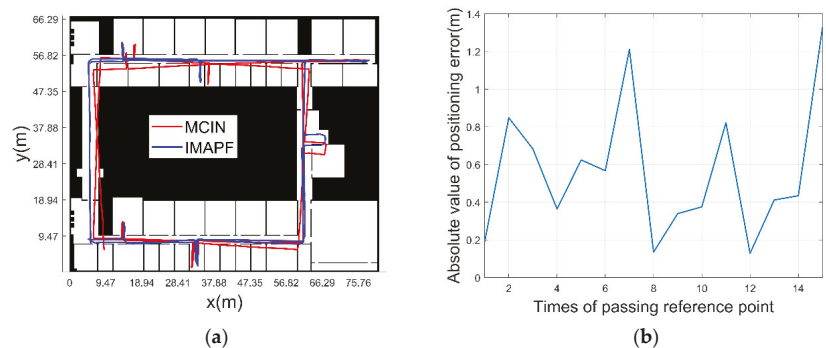 66.29
56.82
47.35
37.88
28.41
18.94
9.47
y(m)
MCIN
IMAPF
0 9.47 18.94 28.41 37.88 47.35 56.82 66.29 75.76
x(m)
(a)
1.4
1.2
1
0.8
0.6
0.4
0.2
0
Absolute value of positioning error(m)
2 4 6 8 10 12 14
Times of passing reference point
(b)